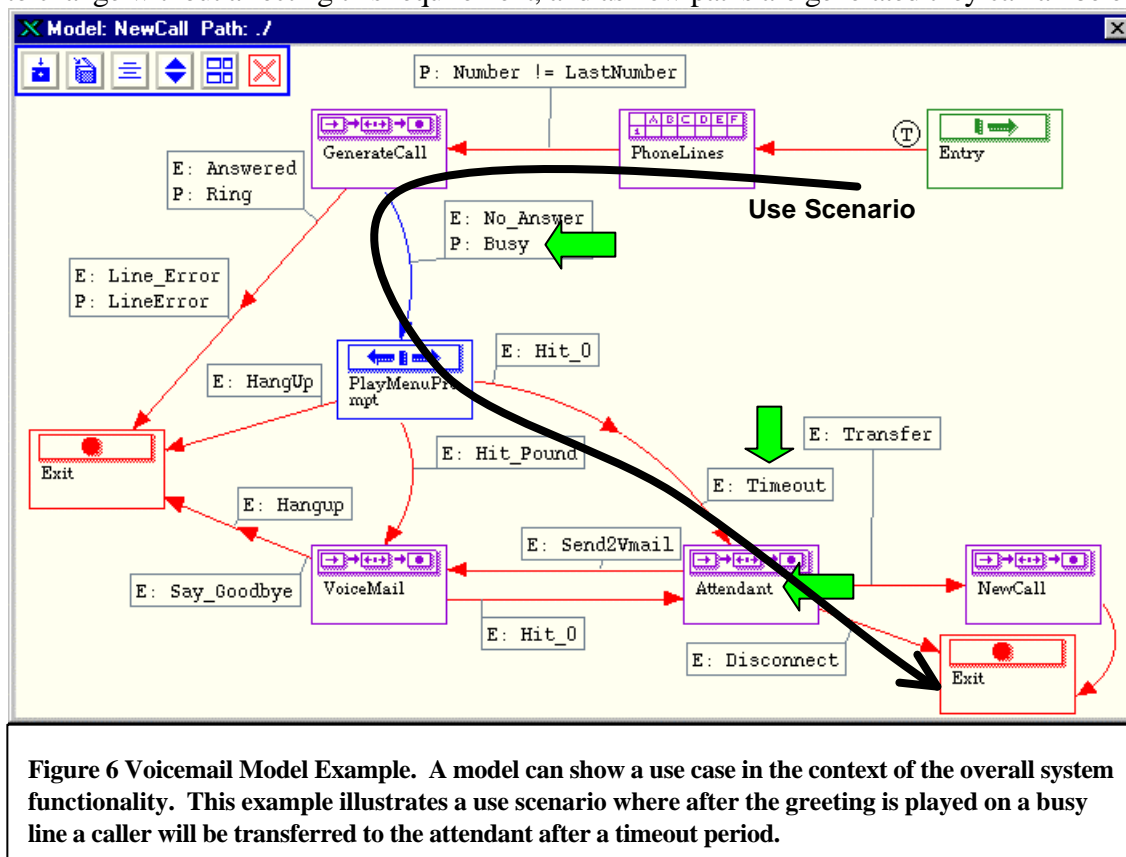 Model: NewCall Path: ./
P: Number != LastNumber
A B C D E F
1
GenerateCall
PhoneLines
T
Entry
E: Answered
P: Ring
Use Scenario
E: No_Answer
P: Busy
E: Line_Error
P: LineError
E: Hit_0
E: HangUp
PlayMenuPro
mpt
E: Transfer
Exit
E: Hit_Pound
E: Timeout
E: Hangup
E: Send2Vmail
E: Say_Goodbye
VoiceMail
Attendant
NewCall
E: Hit_0
E: Disconnect
Exit
Figure 6 Voicemail Model Example. A model can show a use case in the context of the overall system
functionality. This example illustrates a use scenario where after the greeting is played on a busy
line a caller will be transferred to the attendant after a timeout period.